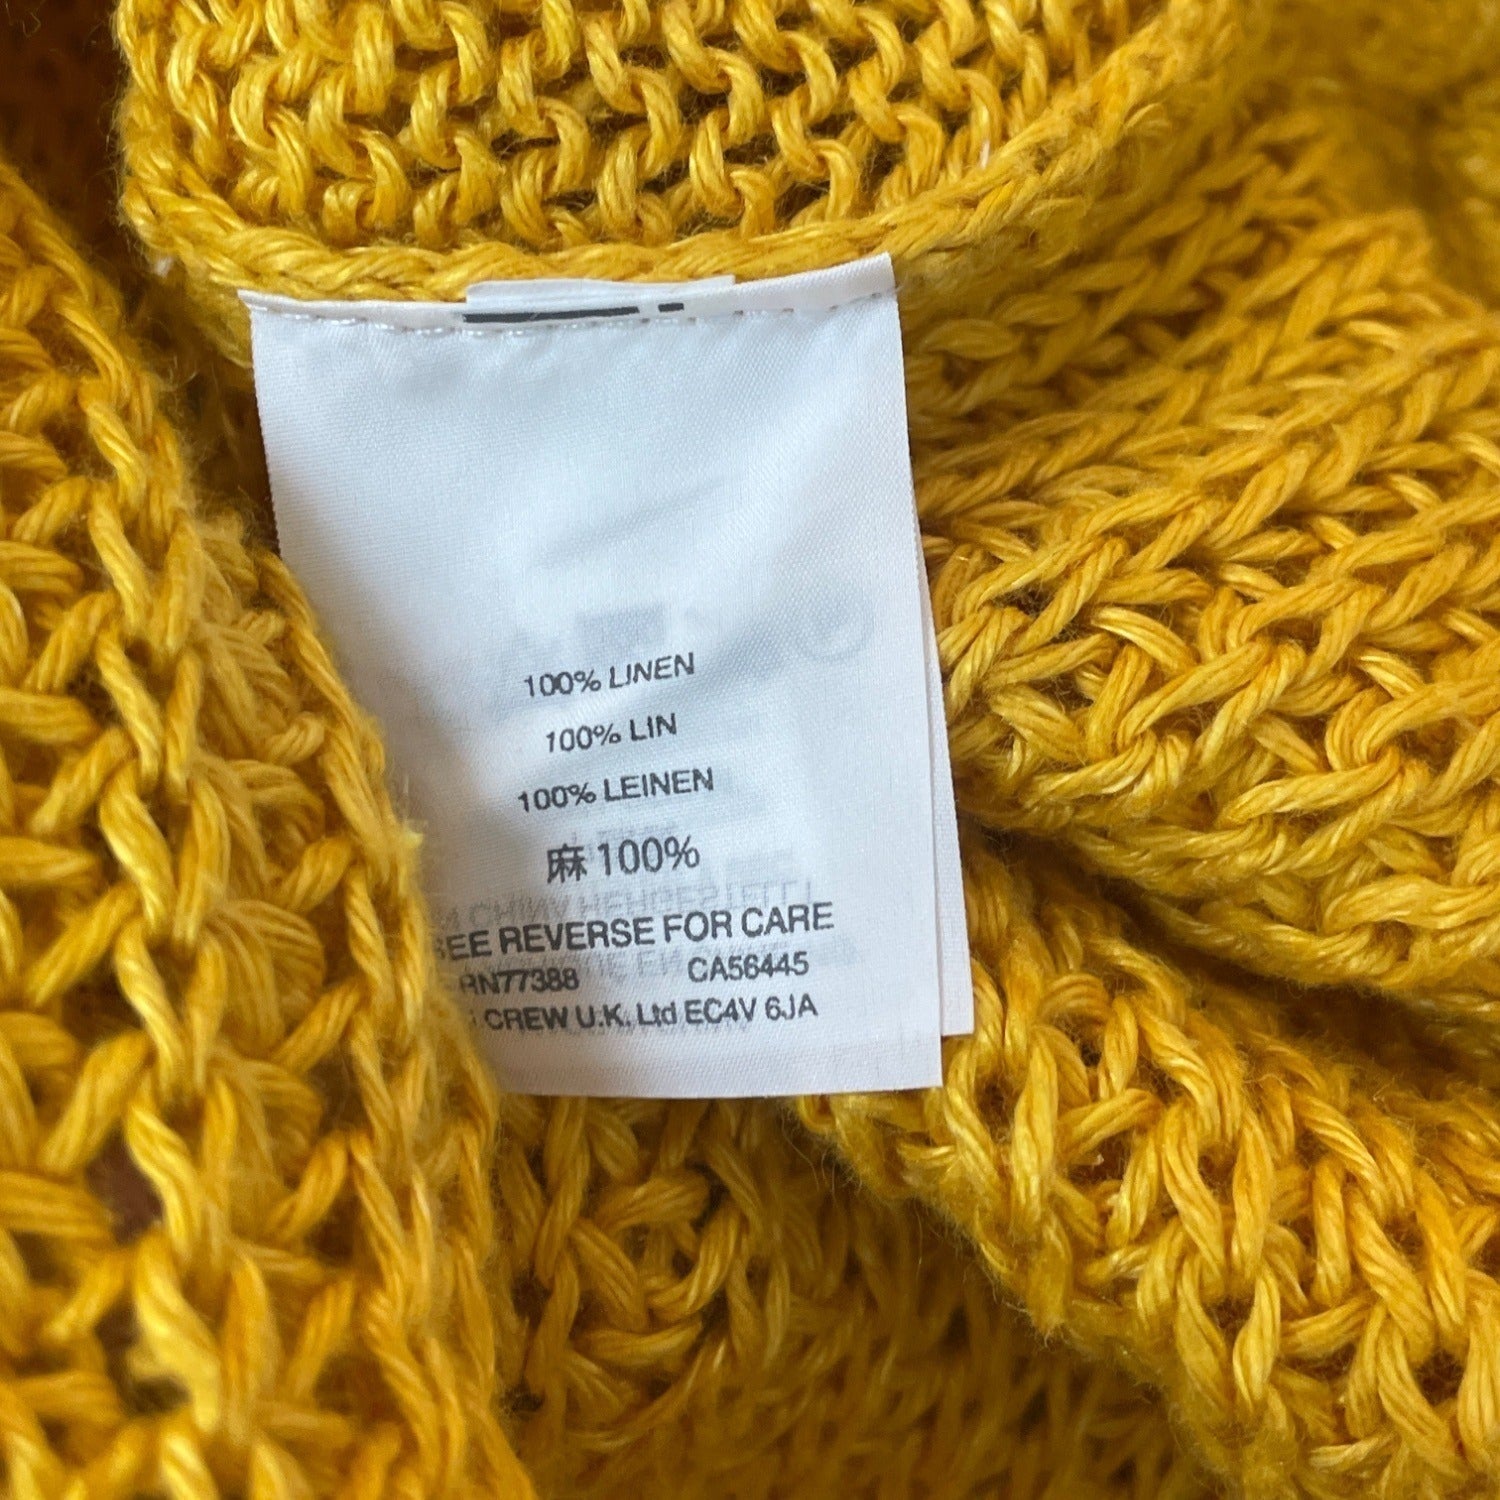 100% LINEN
100% LIN
100% LEINEN
麻 100%
SEE REVERSE FOR CARE
RN77388 CA56445
CREW U.K. Ltd EC4V 6JA